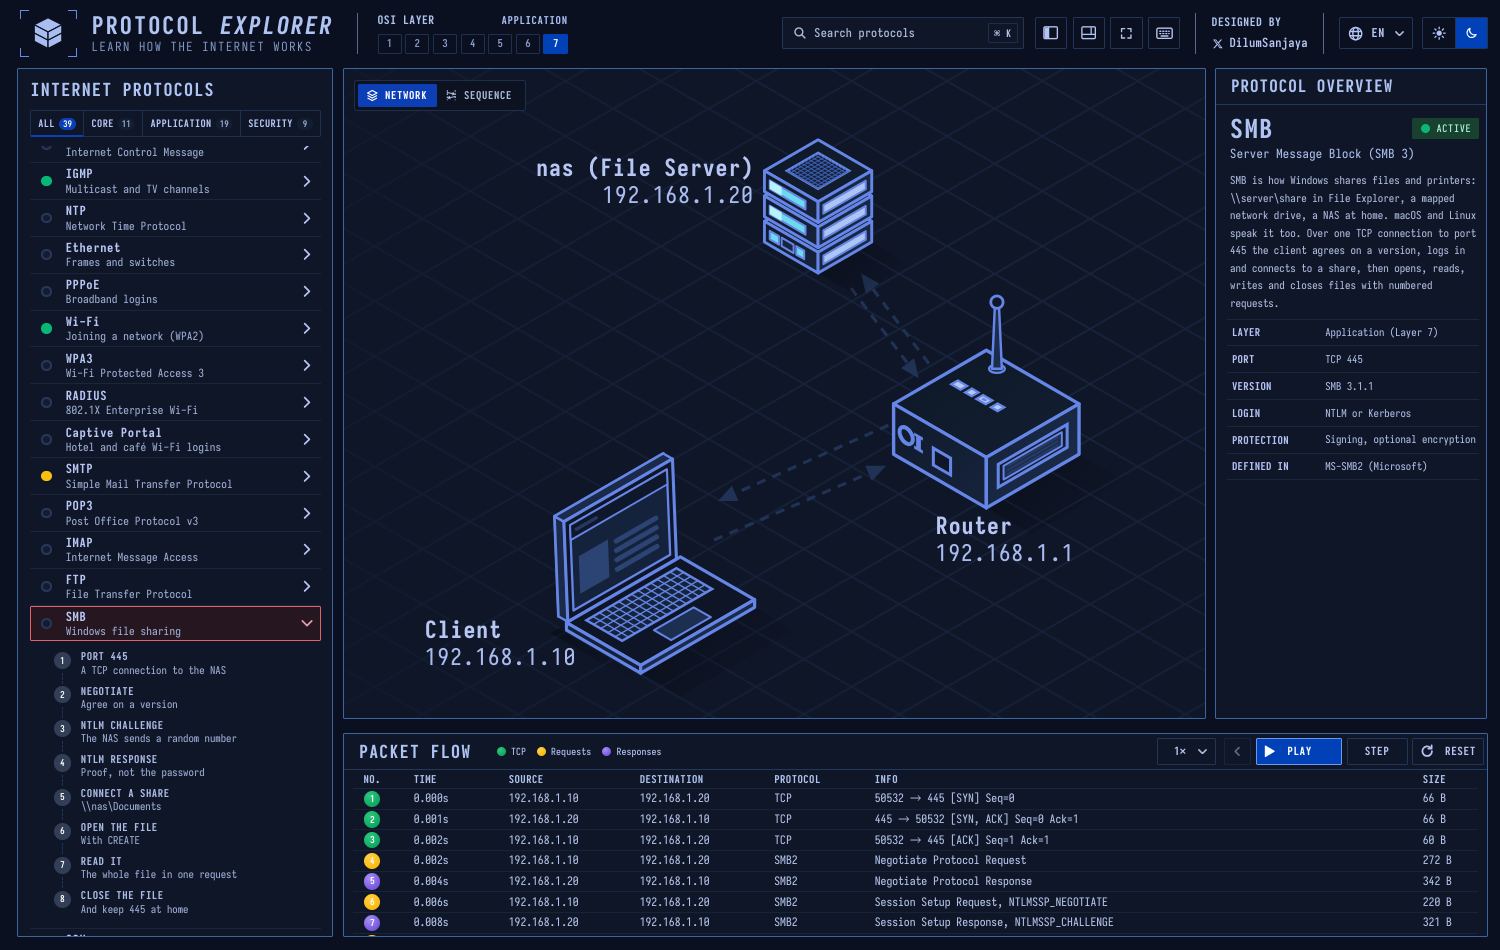 PROTOCOL EXPLORER
LEARN HOW THE INTERNET WORKS
OSI LAYER APPLICATION
1 2 3 4 5 6 7
Search protocols
⌘ K
DESIGNED BY
DilumSanjaya
EN
INTERNET PROTOCOLS
ALL 39 CORE 11 APPLICATION 19 SECURITY 9
Internet Control Message
IGMP
Multicast and TV channels
NTP
Network Time Protocol
Ethernet
Frames and switches
PPPoE
Broadband logins
Wi-Fi
Joining a network (WPA2)
WPA3
Wi-Fi Protected Access 3
RADIUS
802.1X Enterprise Wi-Fi
Captive Portal
Hotel and café Wi-Fi logins
SMTP
Simple Mail Transfer Protocol
POP3
Post Office Protocol v3
IMAP
Internet Message Access
FTP
File Transfer Protocol
SMB
Windows file sharing
1 PORT 445
A TCP connection to the NAS
2 NEGOTIATE
Agree on a version
3 NTLM CHALLENGE
The NAS sends a random number
4 NTLM RESPONSE
Proof, not the password
5 CONNECT A SHARE
\\nas\Documents
6 OPEN THE FILE
With CREATE
7 READ IT
The whole file in one request
8 CLOSE THE FILE
And keep 445 at home
NETWORK SEQUENCE
nas (File Server)
192.168.1.20
Router
192.168.1.1
Client
192.168.1.10
PROTOCOL OVERVIEW
SMB
ACTIVE
Server Message Block (SMB 3)
SMB is how Windows shares files and printers:
\\server\share in File Explorer, a mapped
network drive, a NAS at home. macOS and Linux
speak it too. Over one TCP connection to port
445 the client agrees on a version, logs in
and connects to a share, then opens, reads,
writes and closes files with numbered
requests.
LAYER Application (Layer 7)
PORT TCP 445
VERSION SMB 3.1.1
LOGIN NTLM or Kerberos
PROTECTION Signing, optional encryption
DEFINED IN MS-SMB2 (Microsoft)
PACKET FLOW
TCP Requests Responses
1× PLAY STEP RESET
NO. TIME SOURCE DESTINATION PROTOCOL INFO SIZE
1 0.000s 192.168.1.10 192.168.1.20 TCP 50532 → 445 [SYN] Seq=0 66 B
2 0.001s 192.168.1.20 192.168.1.10 TCP 445 → 50532 [SYN, ACK] Seq=0 Ack=1 66 B
3 0.002s 192.168.1.10 192.168.1.20 TCP 50532 → 445 [ACK] Seq=1 Ack=1 60 B
4 0.002s 192.168.1.10 192.168.1.20 SMB2 Negotiate Protocol Request 272 B
5 0.004s 192.168.1.20 192.168.1.10 SMB2 Negotiate Protocol Response 342 B
6 0.006s 192.168.1.10 192.168.1.20 SMB2 Session Setup Request, NTLMSSP_NEGOTIATE 220 B
7 0.008s 192.168.1.20 192.168.1.10 SMB2 Session Setup Response, NTLMSSP_CHALLENGE 321 B